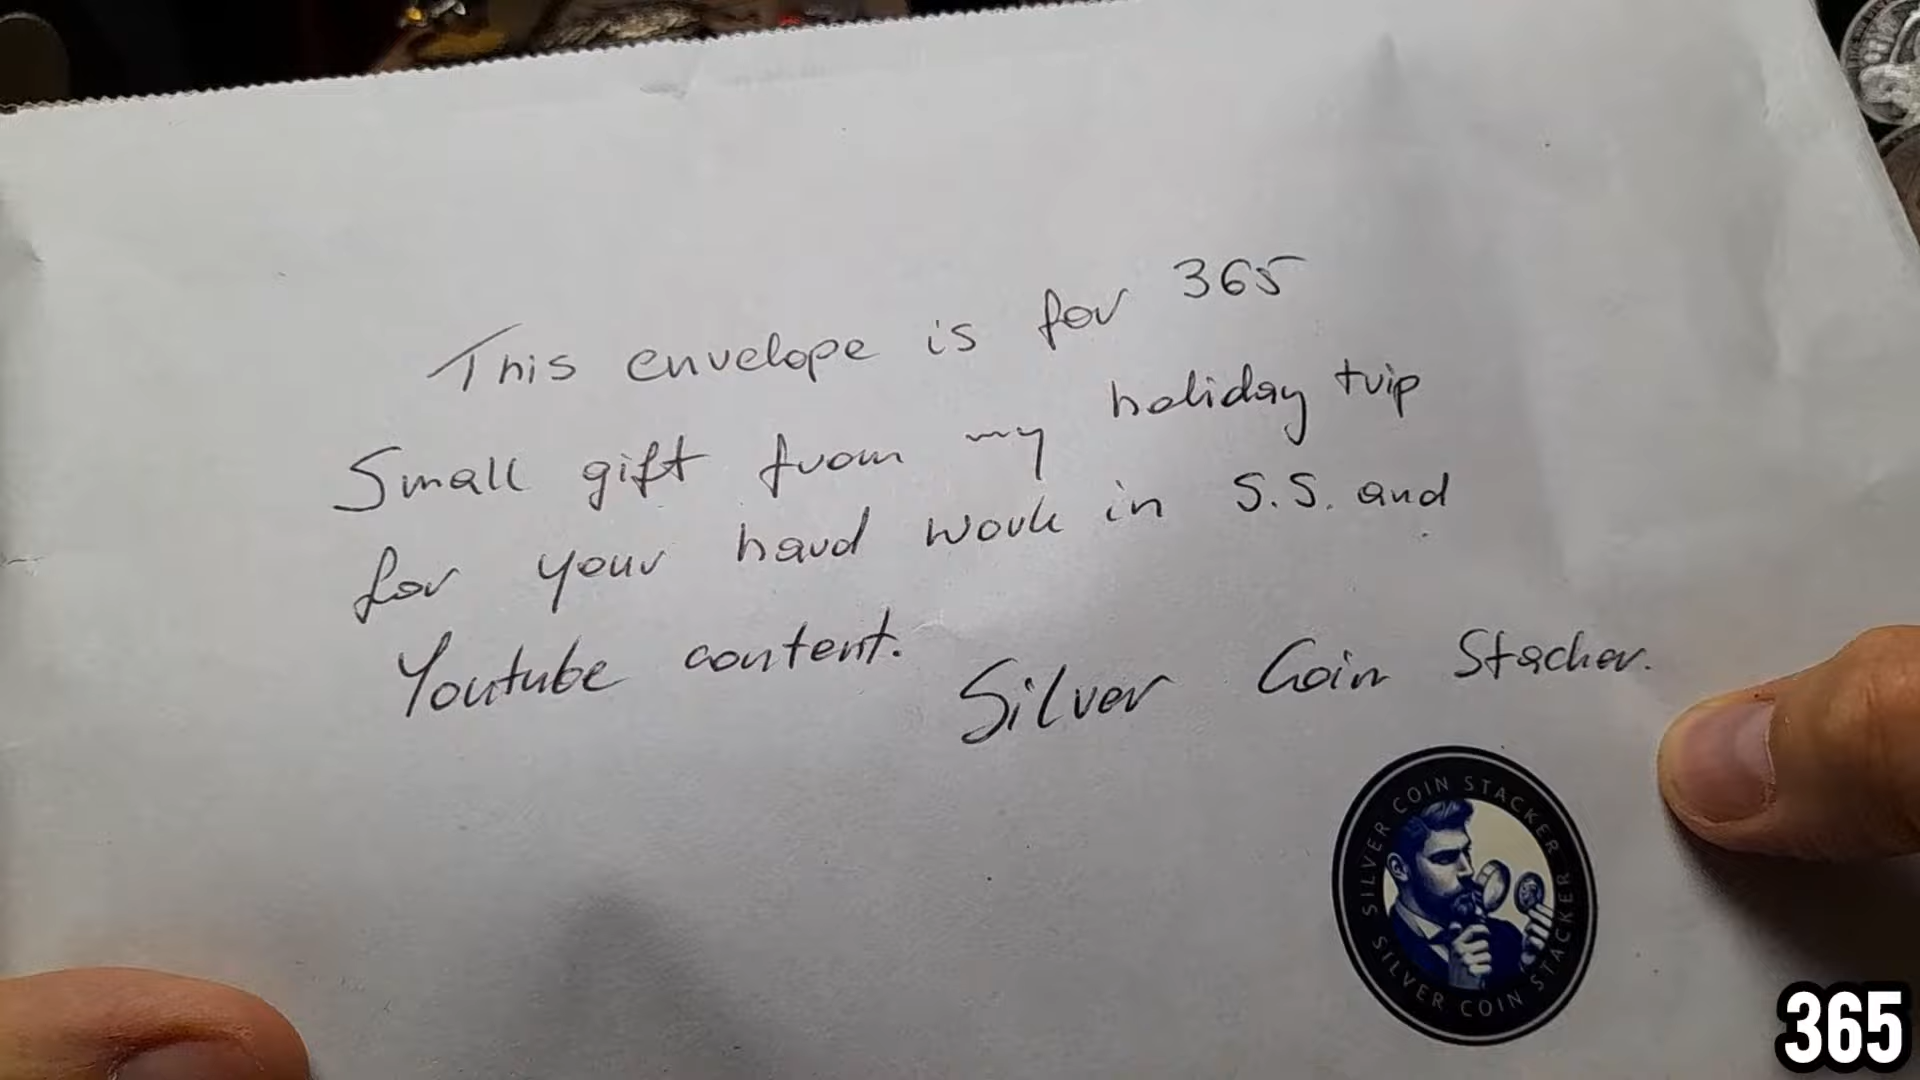 This envelope is for 365
Small gift from my holiday trip
for your hard work in S.S. and
Youtube content.
Silver Coin Stacker.
SILVER COIN STACKER
SILVER COIN STACKER
365